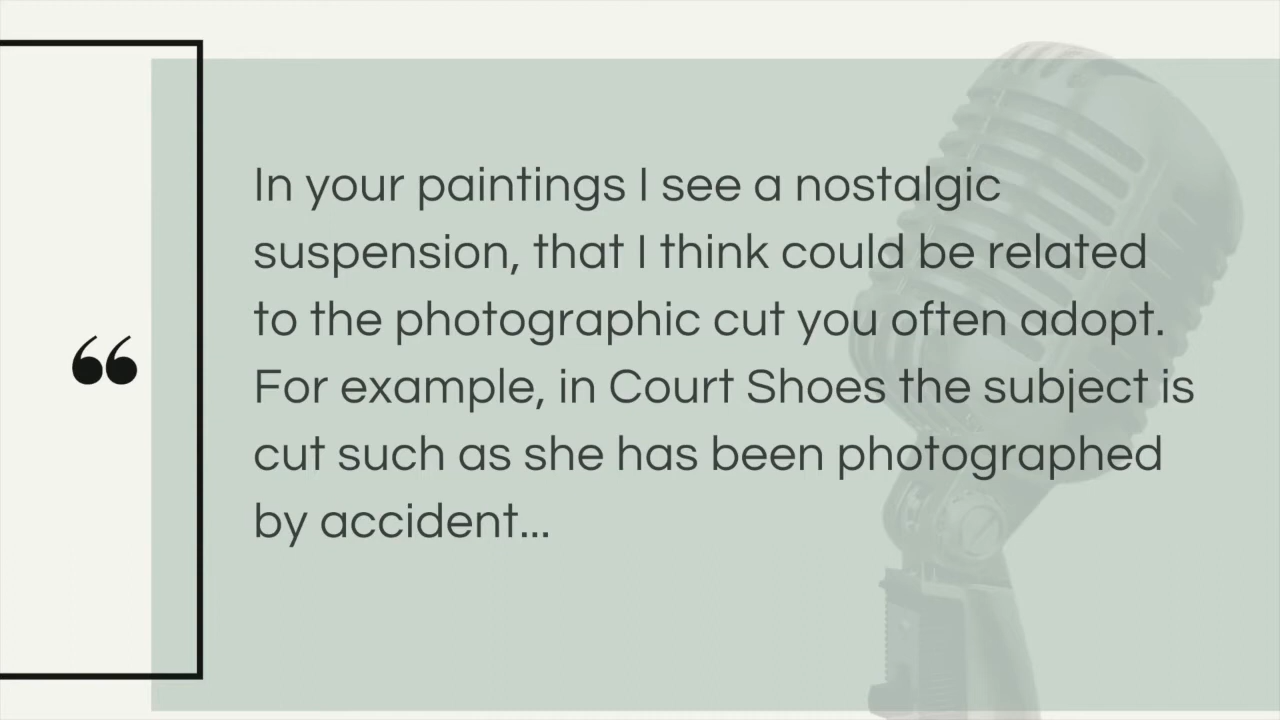 “
In your paintings I see a nostalgic
suspension, that I think could be related
to the photographic cut you often adopt.
For example, in Court Shoes the subject is
cut such as she has been photographed
by accident...